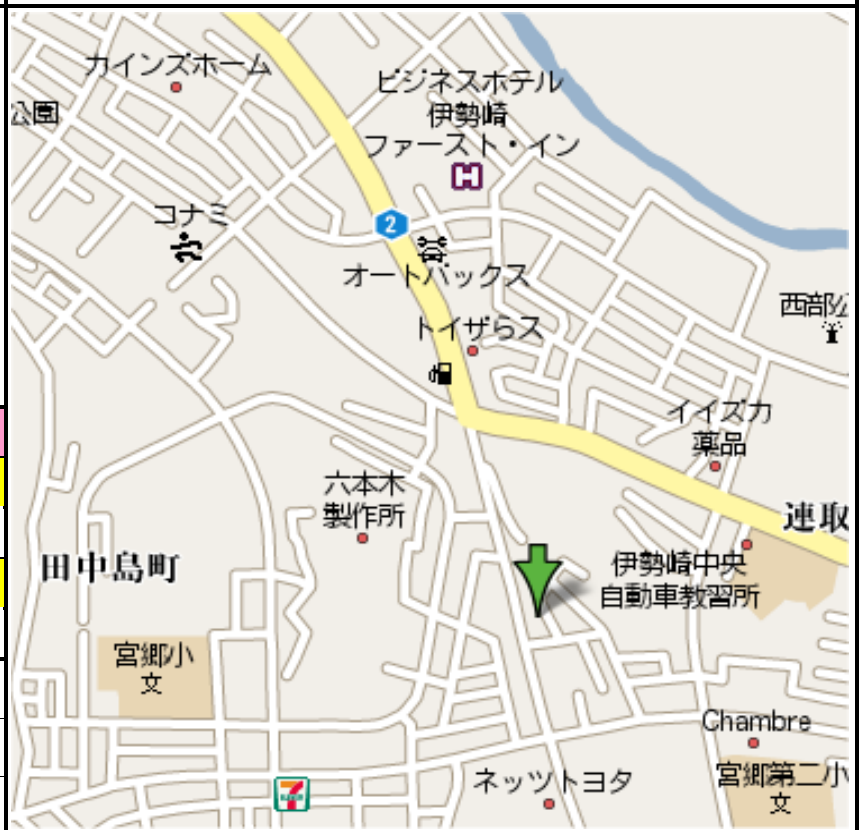 カインズホーム
ビジネスホテル
伊勢崎
ファースト・イン
公園
コナミ
2
オートバックス
トイザらス
西部公
イイズカ
薬品
六本木
製作所
連取
田中島町
伊勢崎中央
自動車教習所
宮郷小
文
Chambre
ネッツトヨタ
宮郷第二小
文
7